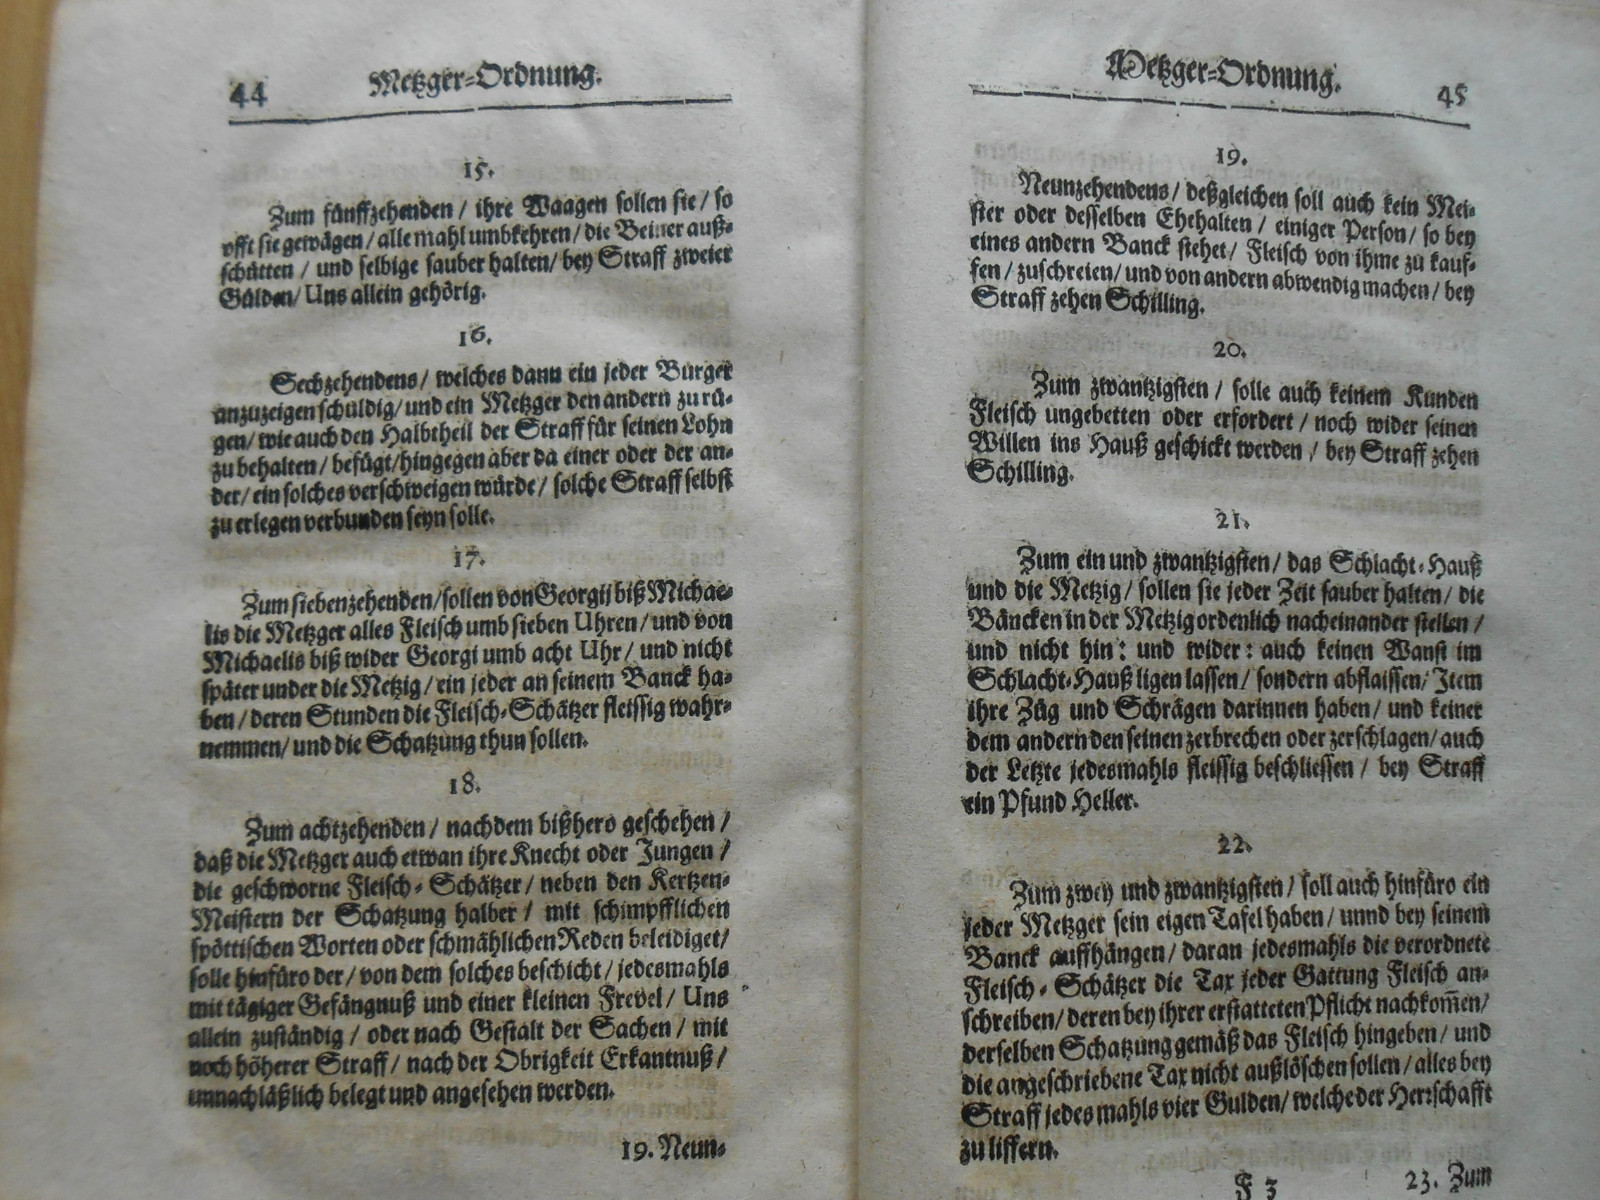 44 Metzger-Ordnung.
15.
Zum fünffzehenden / ihre Waagen sollen sie / so
offt sie gewägen / alle mahl umbkehren / die Beiner auß-
schütten / und selbige sauber halten / bey Straff zweier
Gülden / Uns allein gehörig.
16.
Sechzehendens / welches dann ein jeder Burger
anzuzeigen schuldig / und ein Metzger den andern zu rü-
gen / wie auch den Halbtheil der Straff für seinen Lohn
zu behalten / befügt / hingegen aber da einer oder der an-
der / ein solches verschweigen würde / solche Straff selbst
zu erlegen verbunden seyn solle.
17.
Zum siebenzehenden / sollen von Georgij biß Michae-
lis die Metzger alles Fleisch umb sieben Uhren / und von
Michaelis biß wider Georgi umb acht Uhr / und nicht
später under die Metzig / ein jeder an seinem Banck ha-
ben / deren Stunden die Fleisch-Schätzer fleissig wahr-
nemmen / und die Schatzung thun sollen.
18.
Zum achtzehenden / nachdem bißhero geschehen /
daß die Metzger auch etwan ihre Knecht oder Jungen /
die geschworne Fleisch-Schätzer / neben den Kertzen-
Meistern der Schatzung halber / mit schimpfflichen
spöttischen Worten oder schmählichen Reden beleidiget /
solle hinfüro der / von dem solches beschicht / jedesmahls
mit tägiger Gefängnuß und einer kleinen Frevel / Uns
allein zuständig / oder nach Gestalt der Sachen / mit
noch höherer Straff / nach der Obrigkeit Erkantnuß /
unnachläßlich belegt und angesehen werden.
19. Neun-
Metzger-Ordnung. 45
19.
Neunzehendens / deßgleichen soll auch kein Mei-
ster oder desselben Ehehalten / einiger Person / so bey
eines andern Banck stehet / Fleisch von ihme zu kauf-
fen / zuschreien / und von andern abwendig machen / bey
Straff zehen Schilling.
20.
Zum zwantzigsten / solle auch keinem Kunden
Fleisch ungebetten oder erfordert / noch wider seinen
Willen ins Hauß geschickt werden / bey Straff zehen
Schilling.
21.
Zum ein und zwantzigsten / das Schlacht-Hauß
und die Metzig / sollen sie jeder Zeit sauber halten / die
Bäncken in der Metzig ordenlich nacheinander stellen /
und nicht hin: und wider: auch keinen Wanst im
Schlacht-Hauß ligen lassen / sondern abflaissen / Item
ihre Züg und Schrägen darinnen haben / und keiner
dem andern den seinen zerbrechen oder zerschlagen / auch
der Letzte jedesmahls fleissig beschliessen / bey Straff
ein Pfund Heller.
22.
Zum zwey und zwantzigsten / soll auch hinfüro ein
jeder Metzger sein eigen Tafel haben / unnd bey seinem
Banck auffhängen / daran jedesmahls die verordnete
Fleisch-Schätzer die Tax jeder Gattung Fleisch an-
schreiben / deren bey ihrer erstatteten Pflicht nachkom̄en /
derselben Schatzung gemäß das Fleisch hingeben / und
die angeschriebene Tax nicht außlöschen sollen / alles bey
Straff jedesmahls vier Gulden / welche der Herrschafft
zu liffern.
F 3 23. Zum